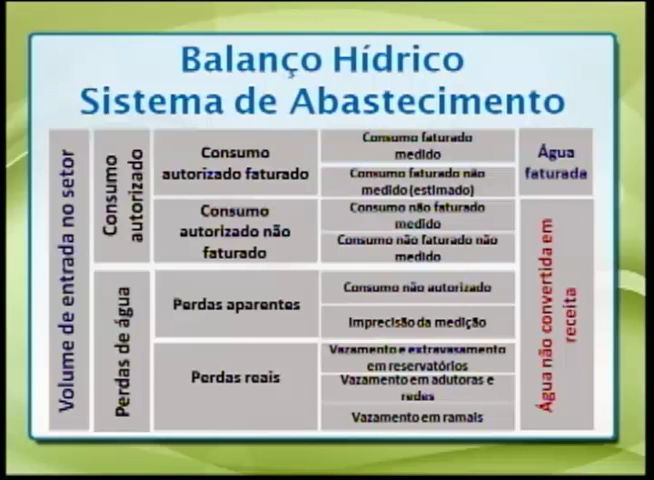 Balanço Hídrico
Sistema de Abastecimento
Volume de entrada no setor
Consumo
autorizado
Consumo
autorizado faturado
Consumo faturado
medido
Consumo faturado não
medido (estimado)
Água
faturada
Consumo
autorizado não
faturado
Consumo não faturado
medido
Consumo não faturado não
medido
Água não convertida em
receita
Perdas de água
Perdas aparentes
Consumo não autorizado
Imprecisão da medição
Perdas reais
Vazamento e extravasamento
em reservatórios
Vazamento em adutoras e
redes
Vazamento em ramais